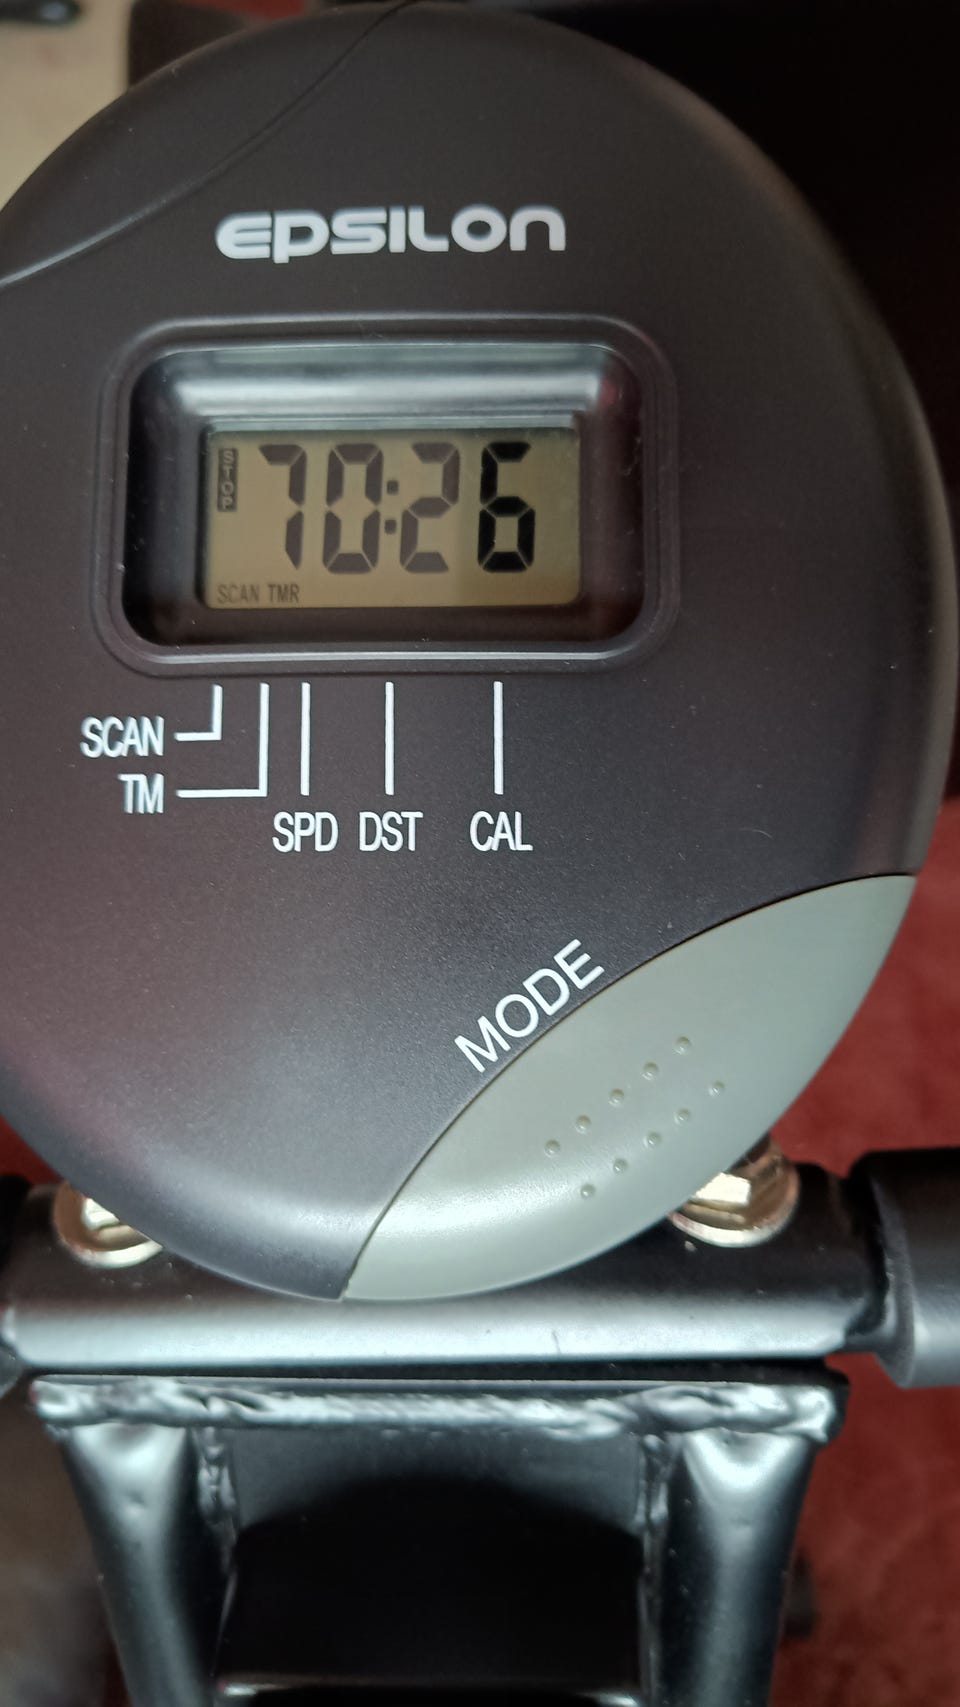 EPSILON
STOP
70:26
SCAN TMR
SCAN
TM
SPD DST CAL
MODE